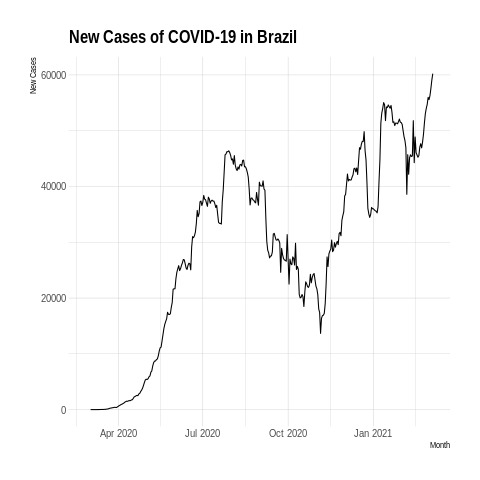 New Cases of COVID-19 in Brazil
New Cases
60000
40000
20000
0
Apr 2020
Jul 2020
Oct 2020
Jan 2021
Month